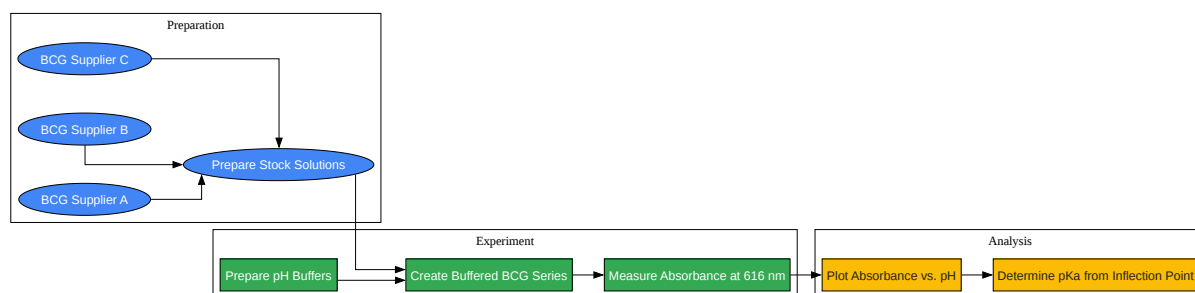 Preparation
BCG Supplier C
BCG Supplier B
Prepare Stock Solutions
BCG Supplier A
Experiment
Analysis
Prepare pH Buffers
Create Buffered BCG Series
Measure Absorbance at 616 nm
Plot Absorbance vs. pH
Determine pKa from Inflection Point